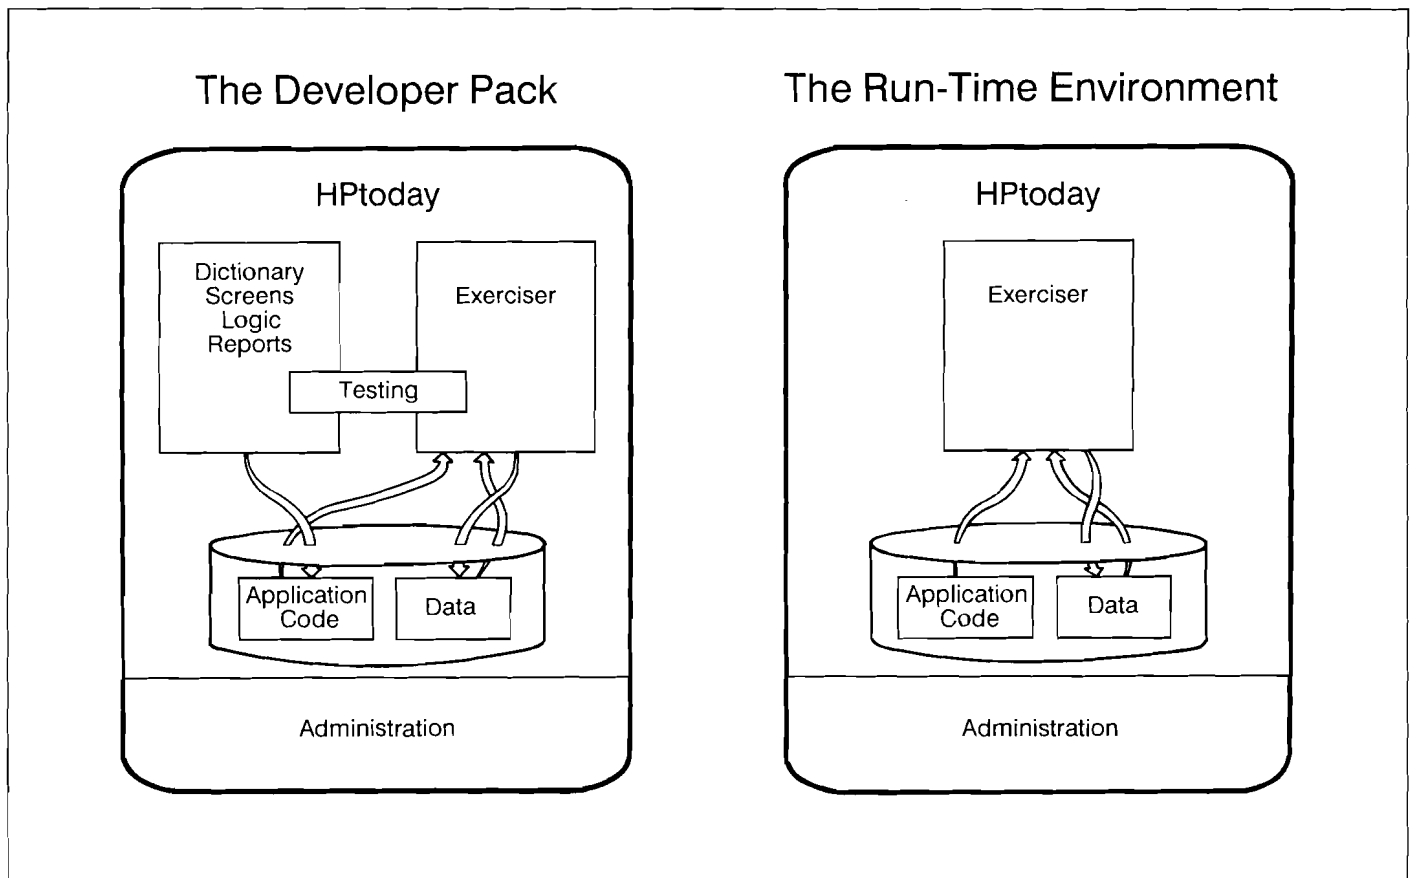 The Developer Pack
HPtoday
Dictionary
Screens
Logic
Reports
Exerciser
Testing
Application
Code
Data
Administration
The Run-Time Environment
HPtoday
Exerciser
Application
Code
Data
Administration